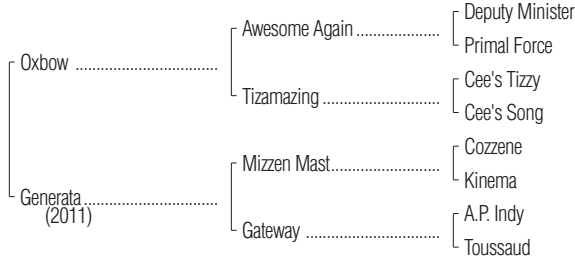 Deputy Minister
Awesome Again ...................
Primal Force
Oxbow ................................
Cee's Tizzy
Tizamazing ...........................
Cee's Song
Cozzene
Mizzen Mast.........................
Kinema
Generata..............................
(2011)
A.P. Indy
Gateway ..............................
Toussaud